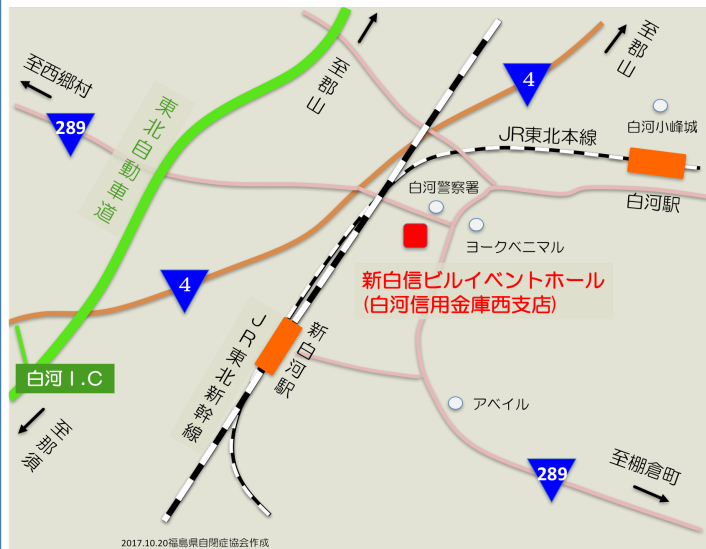 至西郷村
289
東北自動車道
至郡山
4
至郡山
白河小峰城
JR東北本線
白河駅
白河警察署
ヨークベニマル
新白信ビルイベントホール
(白河信用金庫西支店)
4
新白河駅
JR東北新幹線
白河I.C
至那須
アベイル
289
至棚倉町
2017.10.20福島県自閉症協会作成